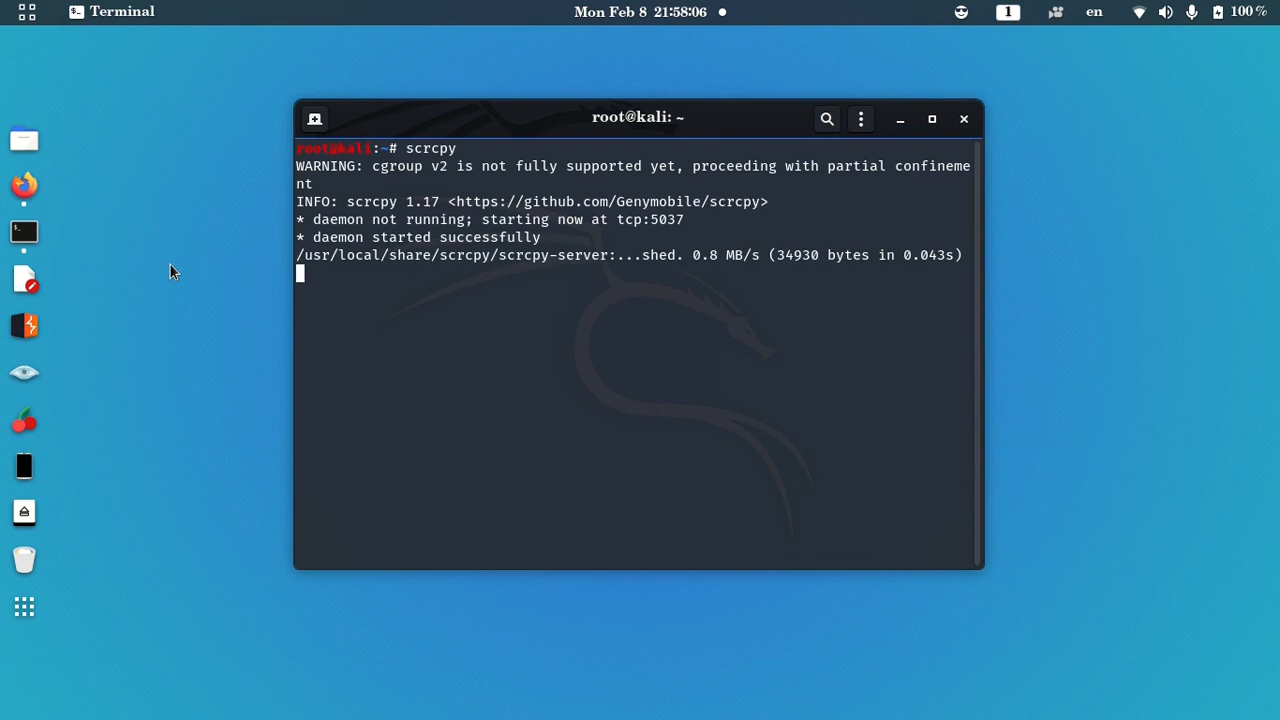 Terminal
Mon Feb 8 21:58:06
1
en
100 %
root@kali: ~
root@kali:~# scrcpy
WARNING: cgroup v2 is not fully supported yet, proceeding with partial confineme
nt
INFO: scrcpy 1.17 <https://github.com/Genymobile/scrcpy>
* daemon not running; starting now at tcp:5037
* daemon started successfully
/usr/local/share/scrcpy/scrcpy-server:...shed. 0.8 MB/s (34930 bytes in 0.043s)